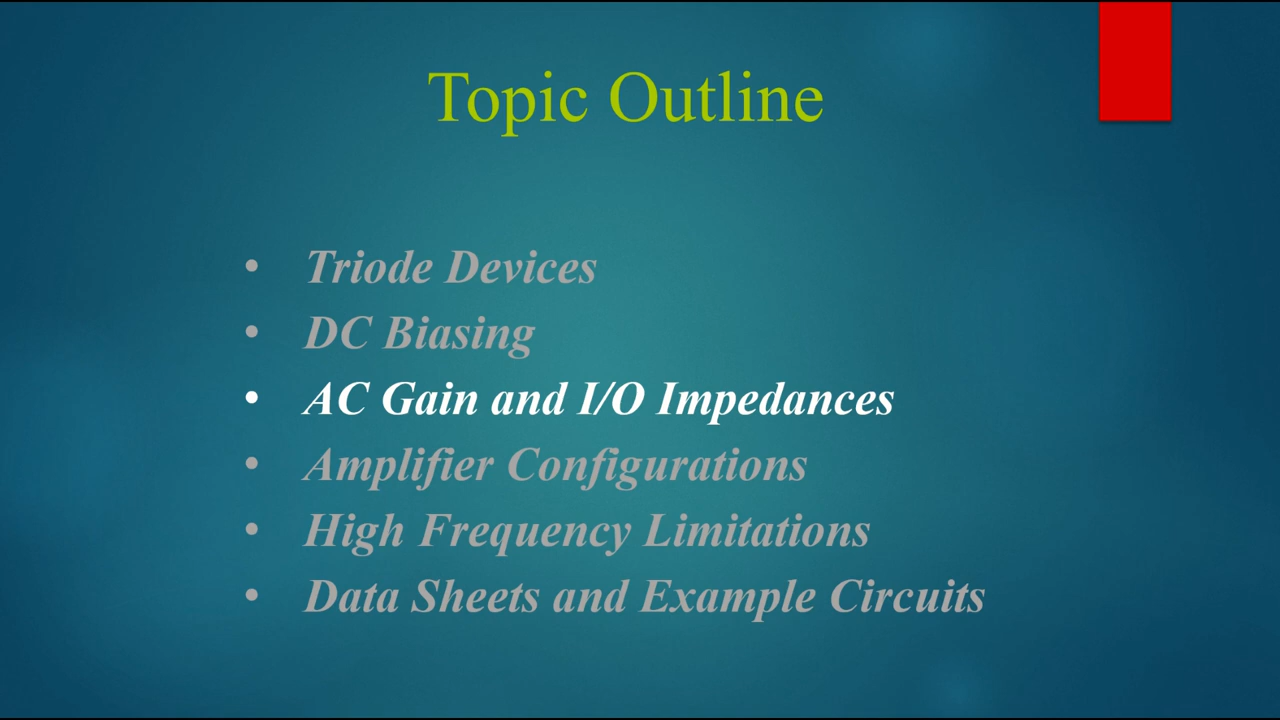 Topic Outline
• Triode Devices
• DC Biasing
• AC Gain and I/O Impedances
• Amplifier Configurations
• High Frequency Limitations
• Data Sheets and Example Circuits